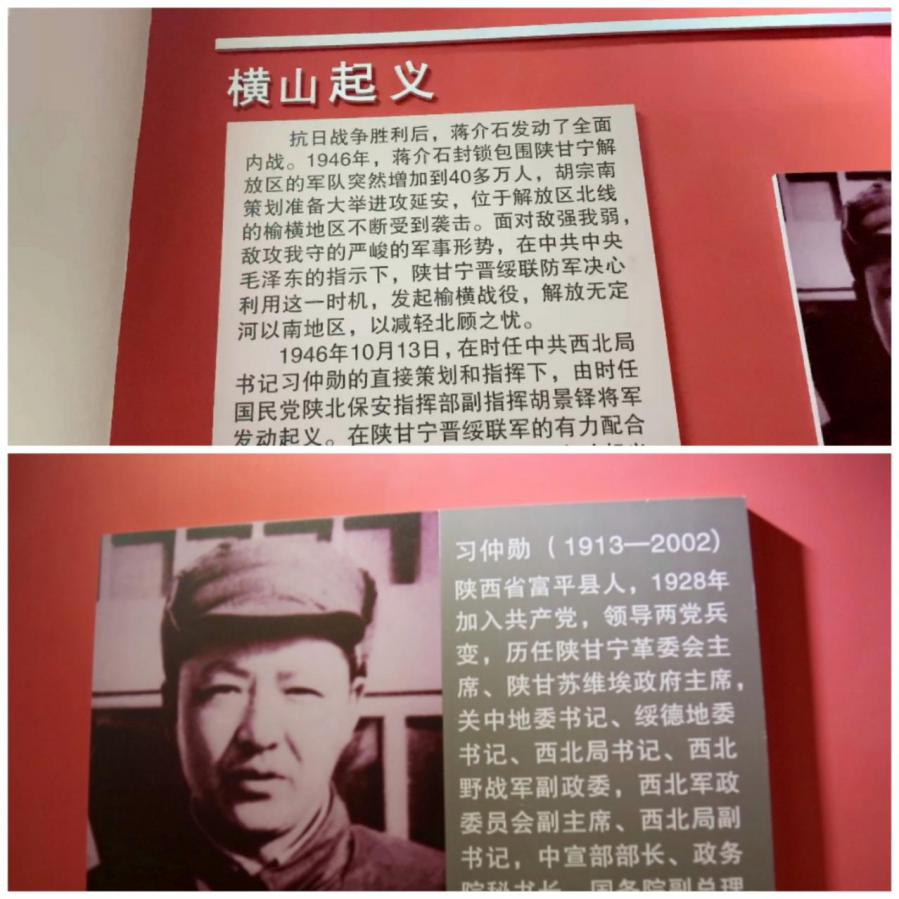 横山起义
抗日战争胜利后，蒋介石发动了全面
内战。1946年，蒋介石封锁包围陕甘宁解
放区的军队突然增加到40多万人，胡宗南
策划准备大举进攻延安，位于解放区北线
的榆横地区不断受到袭击。面对敌强我弱，
敌攻我守的严峻的军事形势，在中共中央
毛泽东的指示下，陕甘宁晋绥联防军决心
利用这一时机，发起榆横战役，解放无定
河以南地区，以减轻北顾之忧。
1946年10月13日，在时任中共西北局
书记习仲勋的直接策划和指挥下，由时任
国民党陕北保安指挥部副指挥胡景铎将军
发动起义。在陕甘宁晋绥联军的有力配合
习仲勋（1913—2002）
陕西省富平县人，1928年
加入共产党，领导两党兵
变，历任陕甘宁革委会主
席、陕甘苏维埃政府主席，
关中地委书记、绥德地委
书记、西北局书记、西北
野战军副政委，西北军政
委员会副主席、西北局副
书记，中宣部部长、政务
院秘书长、国务院副总理